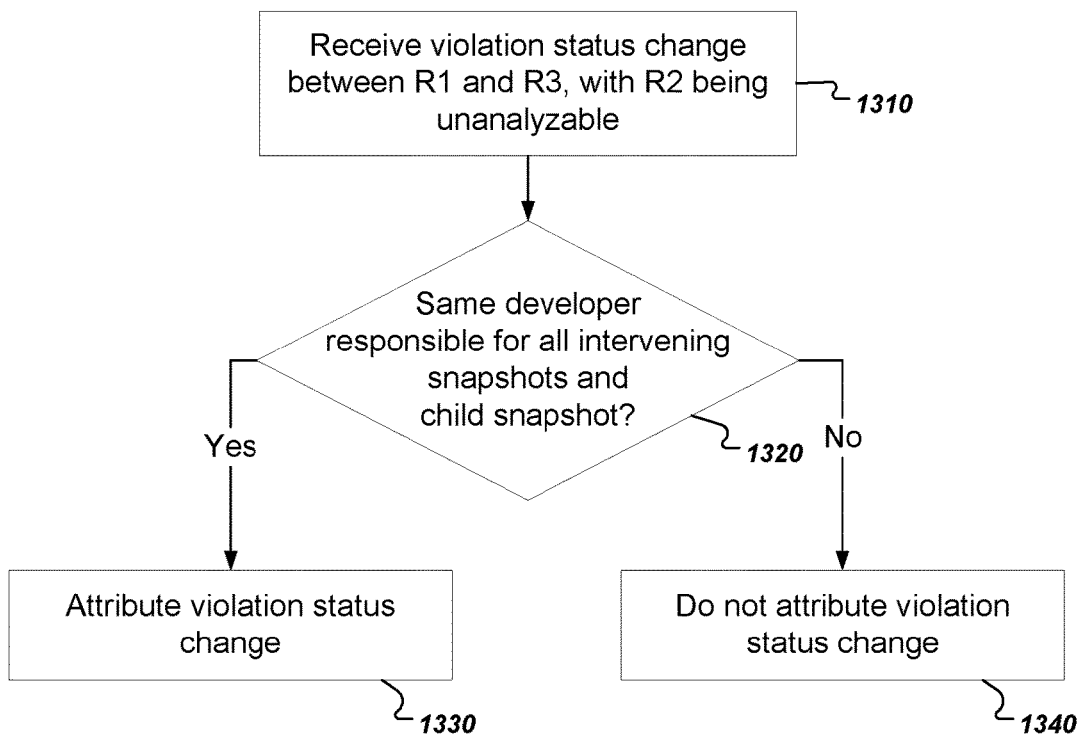 Receive violation status change
between R1 and R3, with R2 being
unanalyzable
1310
Same developer
responsible for all intervening
snapshots and
child snapshot?
1320
Yes
No
Attribute violation status
change
1330
Do not attribute violation
status change
1340